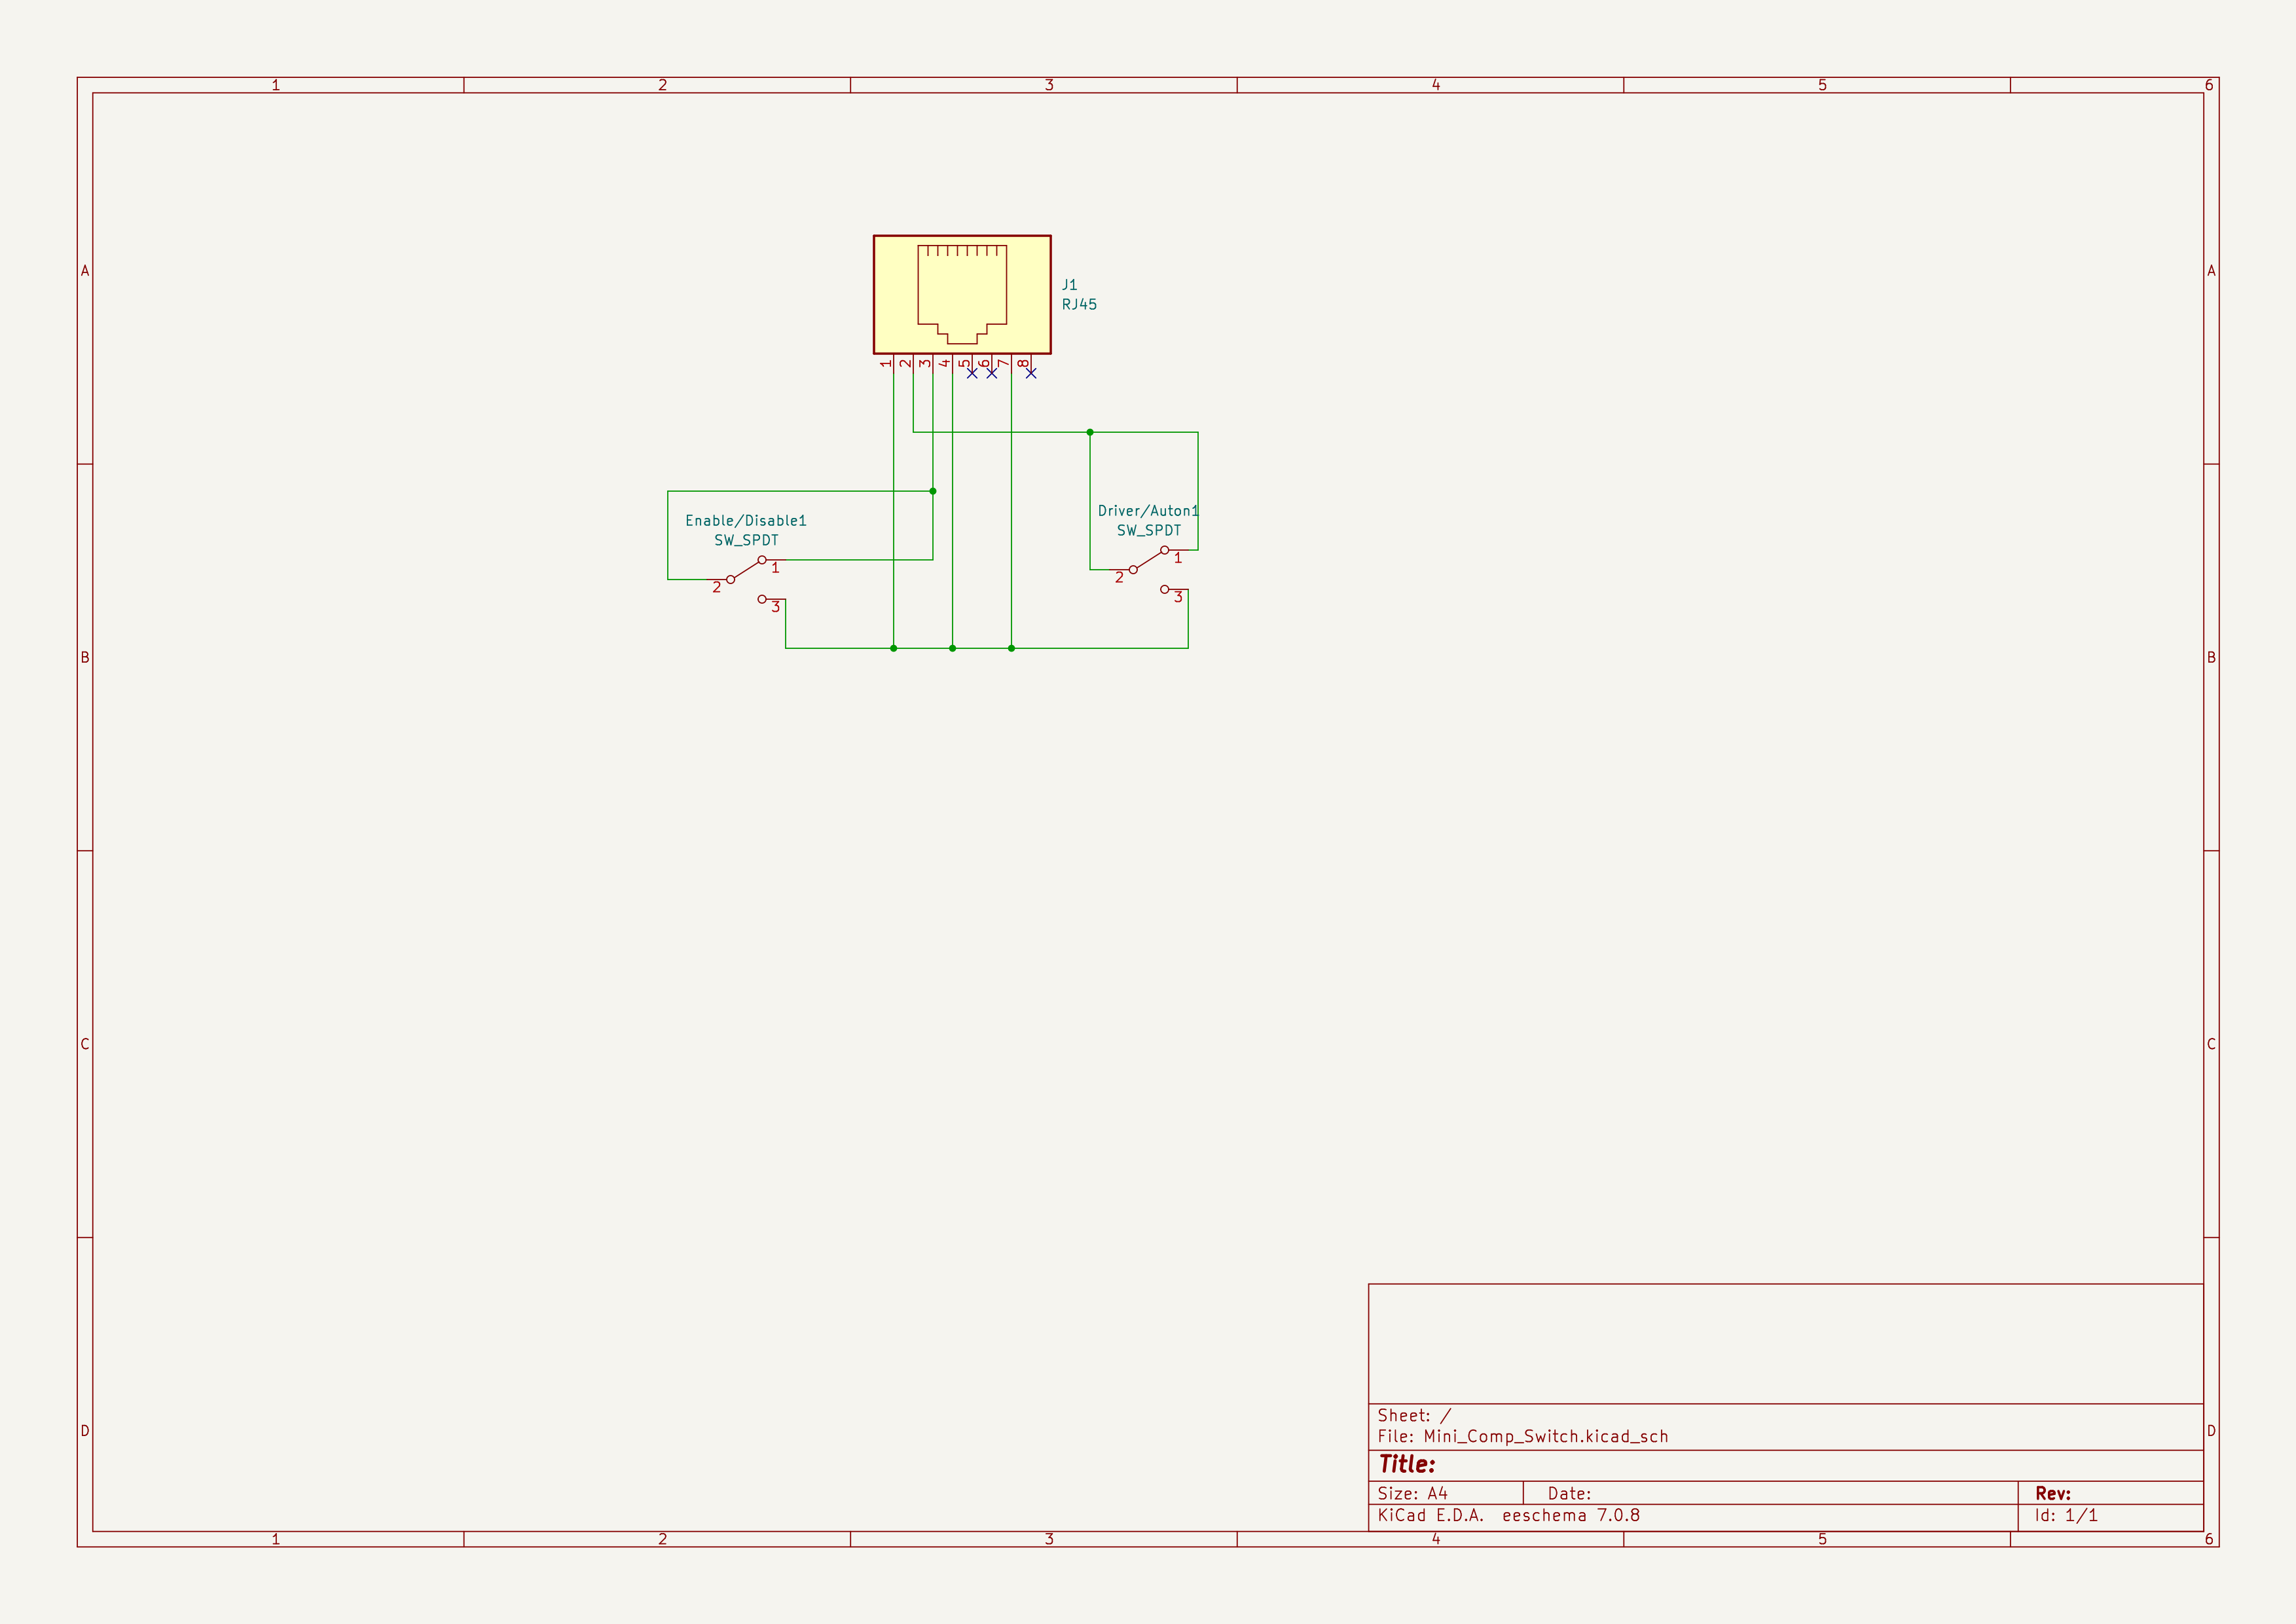 1 2 3 4 5 6
A A
J1
RJ45
1 2 3 4 5 6 7 8
Driver/Auton1
SW_SPDT
Enable/Disable1
SW_SPDT
1
2
3
1
2
3
B B
C C
D D
Sheet: /
File: Mini_Comp_Switch.kicad_sch
Title:
Size: A4 Date: Rev:
KiCad E.D.A. eeschema 7.0.8 Id: 1/1
1 2 3 4 5 6